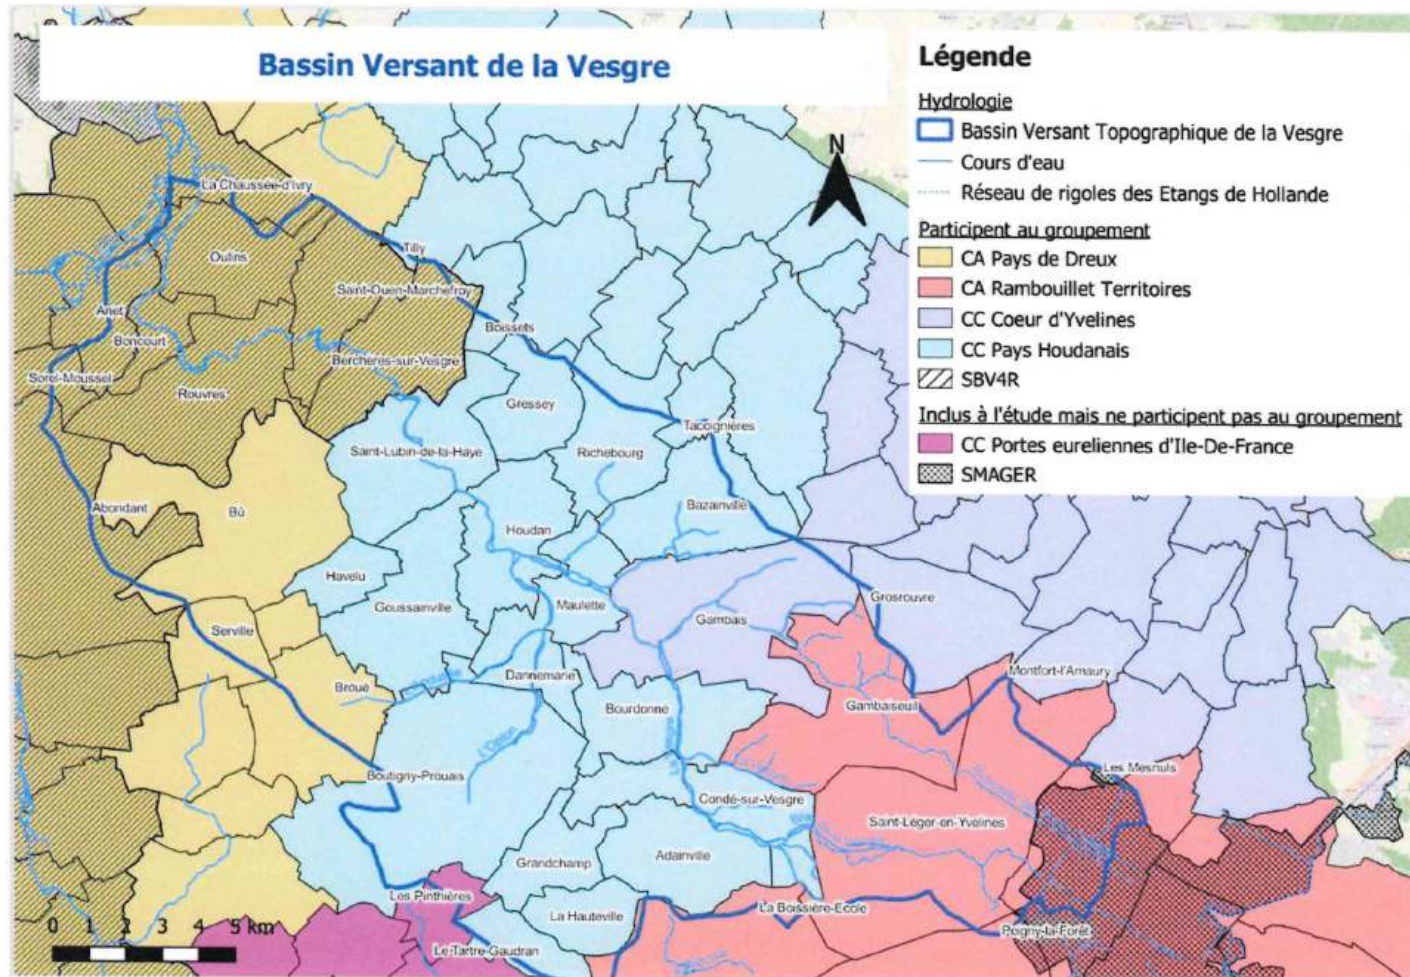 Bassin Versant de la Vesgre
Légende
Hydrologie
Bassin Versant Topographique de la Vesgre
Cours d'eau
Réseau de rigoles des Etangs de Hollande
Participent au groupement
CA Pays de Dreux
CA Rambouillet Territoires
CC Coeur d'Yvelines
CC Pays Houdanais
SBV4R
Inclus à l'étude mais ne participent pas au groupement
CC Portes eureliennes d'Ile-De-France
SMAGER
N
La Chaussée-d'Ivry
Tilly
Oulins
Saint-Ouen-Marchefroy
Anet
Boissets
Boncourt
Berchères-sur-Vesgre
Sorel-Moussel
Rouvres
Gressey
Tacoignières
Saint-Lubin-de-la-Haye
Richebourg
Abondant
Bû
Bazainville
Houdan
Havelu
Goussainville
Maulette
Grosrouvre
Gambais
Serville
Montfort-l'Amaury
Dannemarie
Broué
Bourdonné
Gambaiseuil
L'Opton
Boutigny-Prouais
Les Mesnuls
Condé-sur-Vesgre
Saint-Léger-en-Yvelines
Grandchamp
Adainville
Les Pinthières
La Hauteville
La Boissière-Ecole
Poigny-la-Forêt
Le-Tartre-Gaudran
0 1 2 3 4 5 km